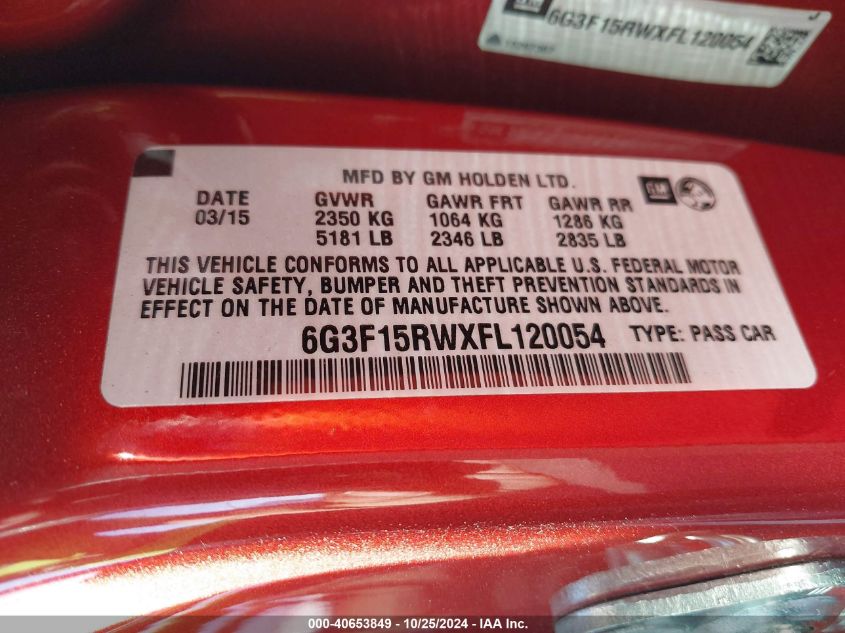 GM
J
6G3F15RWXFL120054
MFD BY GM HOLDEN LTD.
DATE GVWR GAWR FRT GAWR RR GM
03/15 2350 KG 1064 KG 1286 KG
5181 LB 2346 LB 2835 LB
THIS VEHICLE CONFORMS TO ALL APPLICABLE U.S. FEDERAL MOTOR
VEHICLE SAFETY, BUMPER AND THEFT PREVENTION STANDARDS IN
EFFECT ON THE DATE OF MANUFACTURE SHOWN ABOVE.
6G3F15RWXFL120054 TYPE: PASS CAR
000-40653849 - 10/25/2024 - IAA Inc.